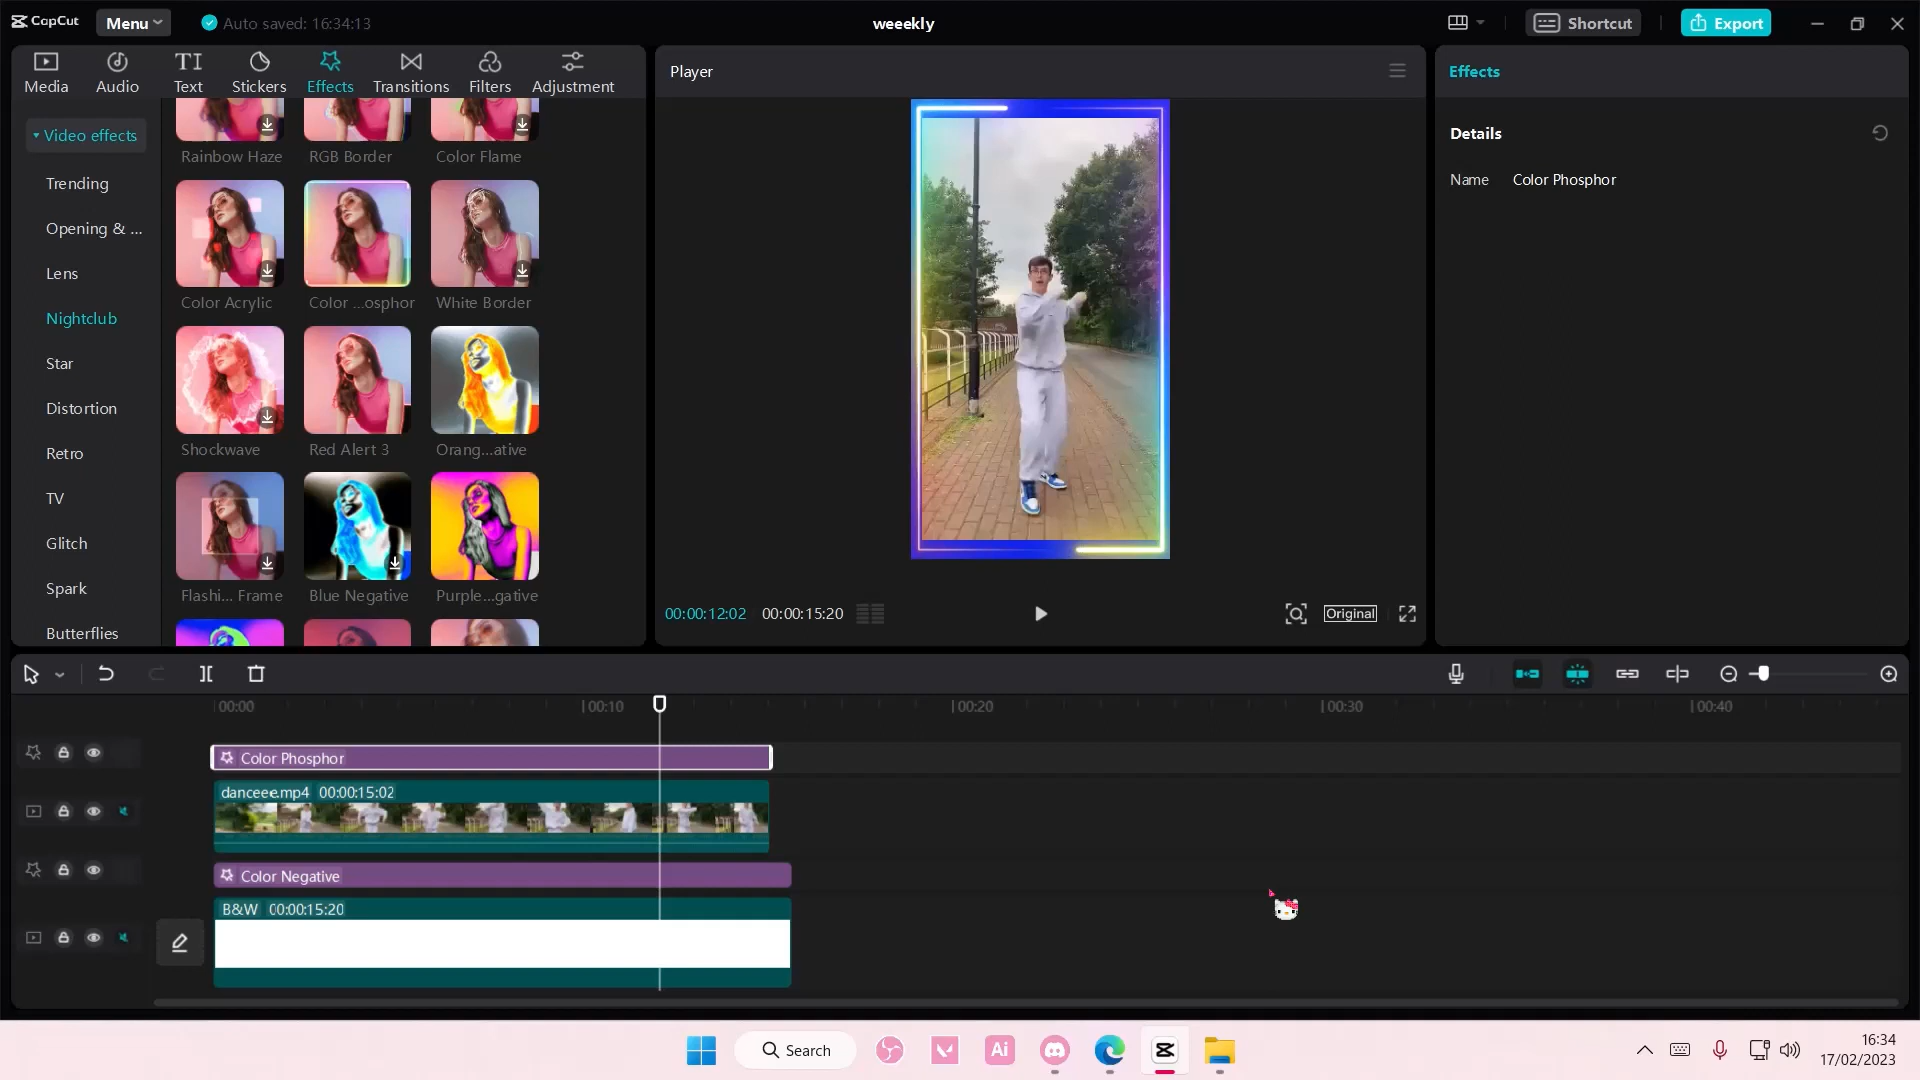 CapCut
Menu
Auto saved: 16:34:13
weeekly
Shortcut
Export
Media
Audio
TI
Text
Stickers
Effects
Transitions
Filters
Adjustment
Player
Effects
Video effects
Trending
Opening & ...
Lens
Nightclub
Star
Distortion
Retro
TV
Glitch
Spark
Butterflies
Rainbow Haze
RGB Border
Color Flame
Color Acrylic
Color ...osphor
White Border
Shockwave
Red Alert 3
Orang...ative
Flashi... Frame
Blue Negative
Purple...gative
Details
Name Color Phosphor
00:00:12:02 00:00:15:20
Original
00:00
00:10
00:20
00:30
00:40
Color Phosphor
danceee.mp4 00:00:15:02
Color Negative
B&W 00:00:15:20
Search
Ai
16:34
17/02/2023